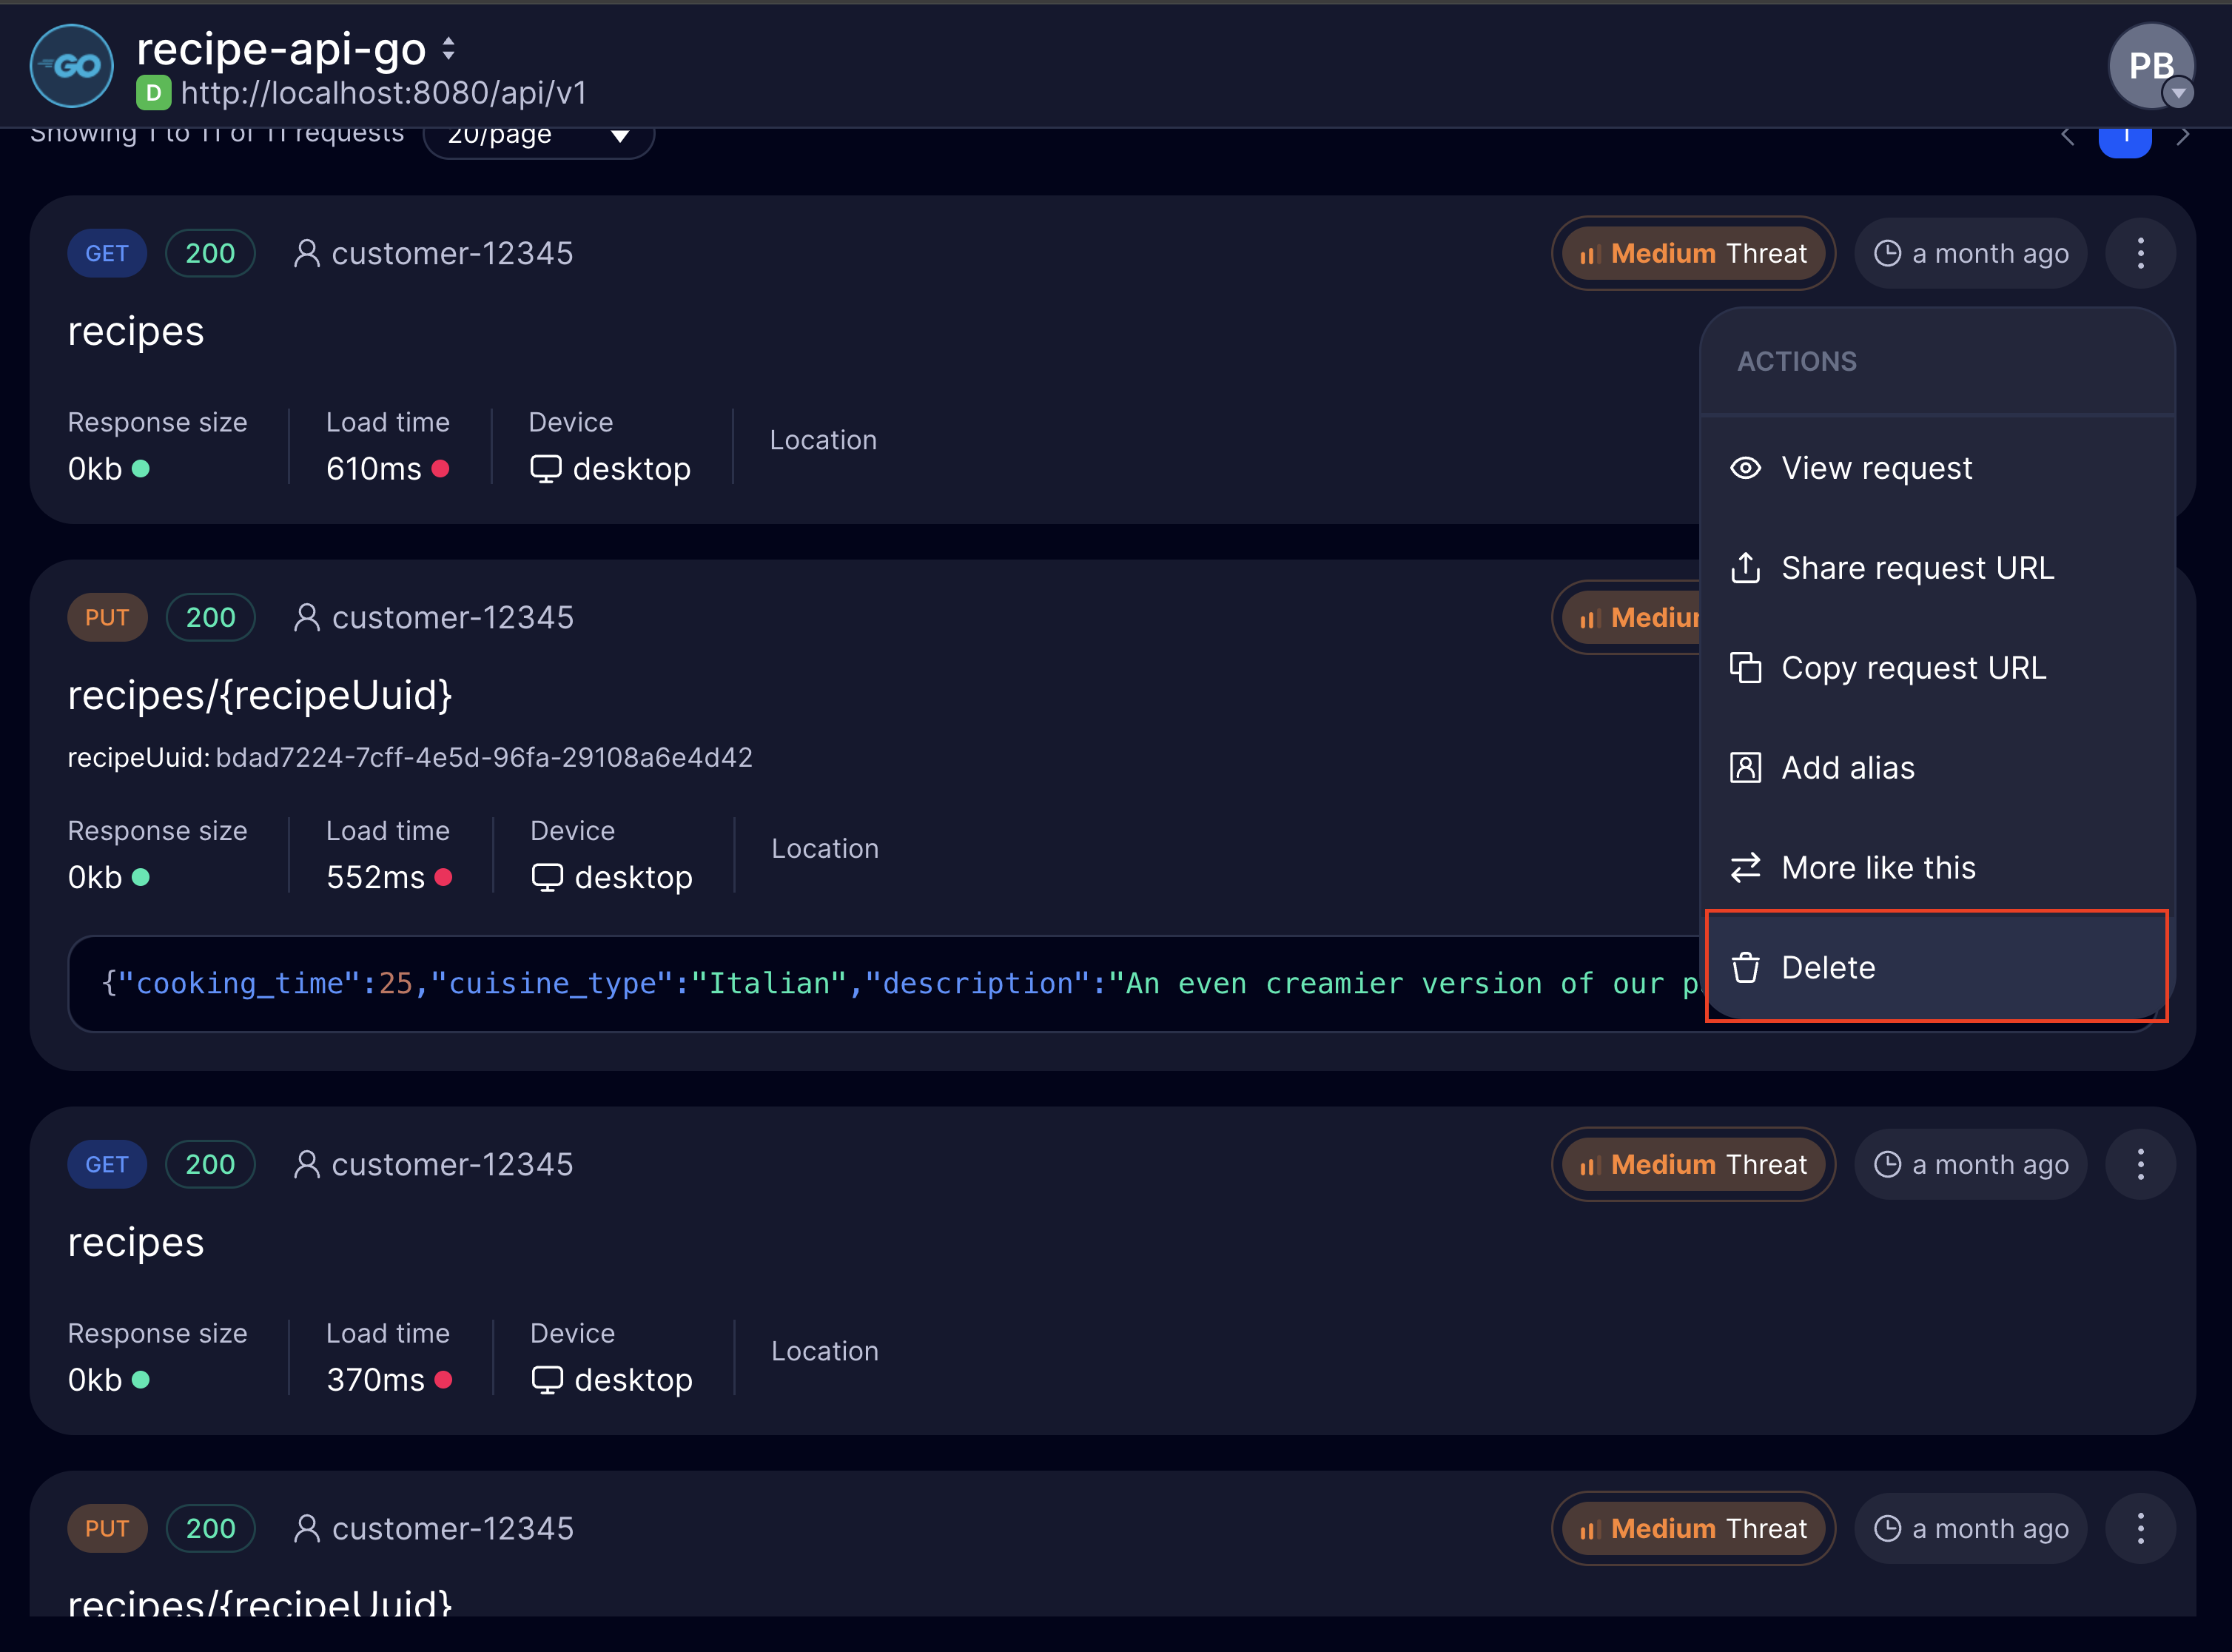 GO
recipe-api-go
D http://localhost:8080/api/v1
PB
Showing 1 to 11 of 11 requests
20/page
1
GET 200 customer-12345 Medium Threat a month ago
recipes
Response size Load time Device Location
0kb 610ms desktop
ACTIONS
View request
Share request URL
Copy request URL
Add alias
More like this
Delete
PUT 200 customer-12345 Medium
recipes/{recipeUuid}
recipeUuid: bdad7224-7cff-4e5d-96fa-29108a6e4d42
Response size Load time Device Location
0kb 552ms desktop
{"cooking_time":25,"cuisine_type":"Italian","description":"An even creamier version of our p
GET 200 customer-12345 Medium Threat a month ago
recipes
Response size Load time Device Location
0kb 370ms desktop
PUT 200 customer-12345 Medium Threat a month ago
recipes/{recipeUuid}